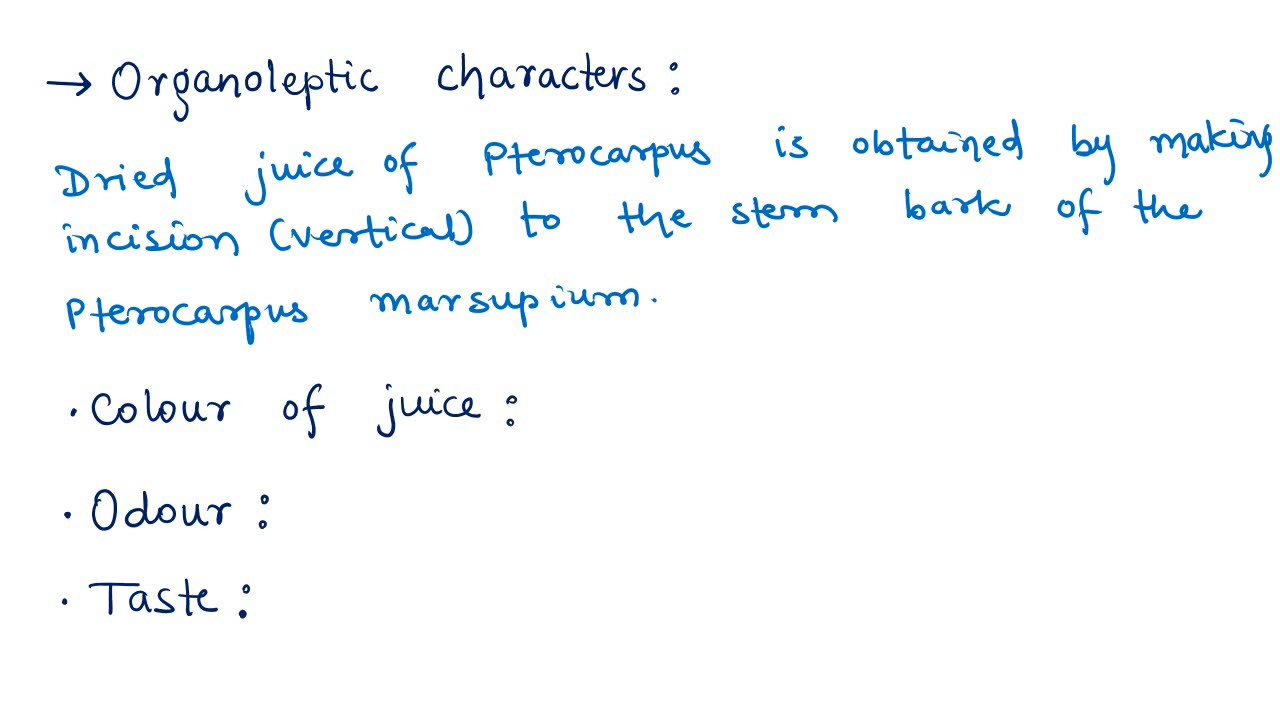 → Organoleptic characters:
Dried juice of Pterocarpus is obtained by making
incision (vertical) to the stem bark of the
Pterocarpus marsupium.
· Colour of juice:
· Odour:
· Taste: